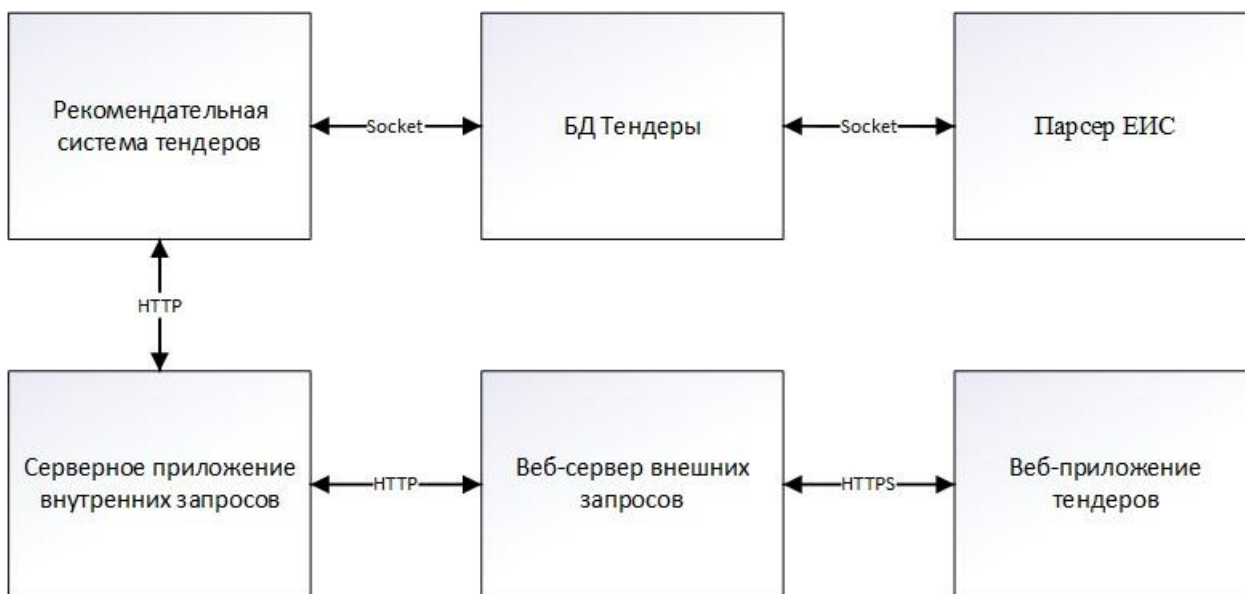 Рекомендательная
система тендеров
Socket
БД Тендеры
Socket
Парсер ЕИС
HTTP
Серверное приложение
внутренних запросов
HTTP
Веб-сервер внешних
запросов
HTTPS
Веб-приложение
тендеров